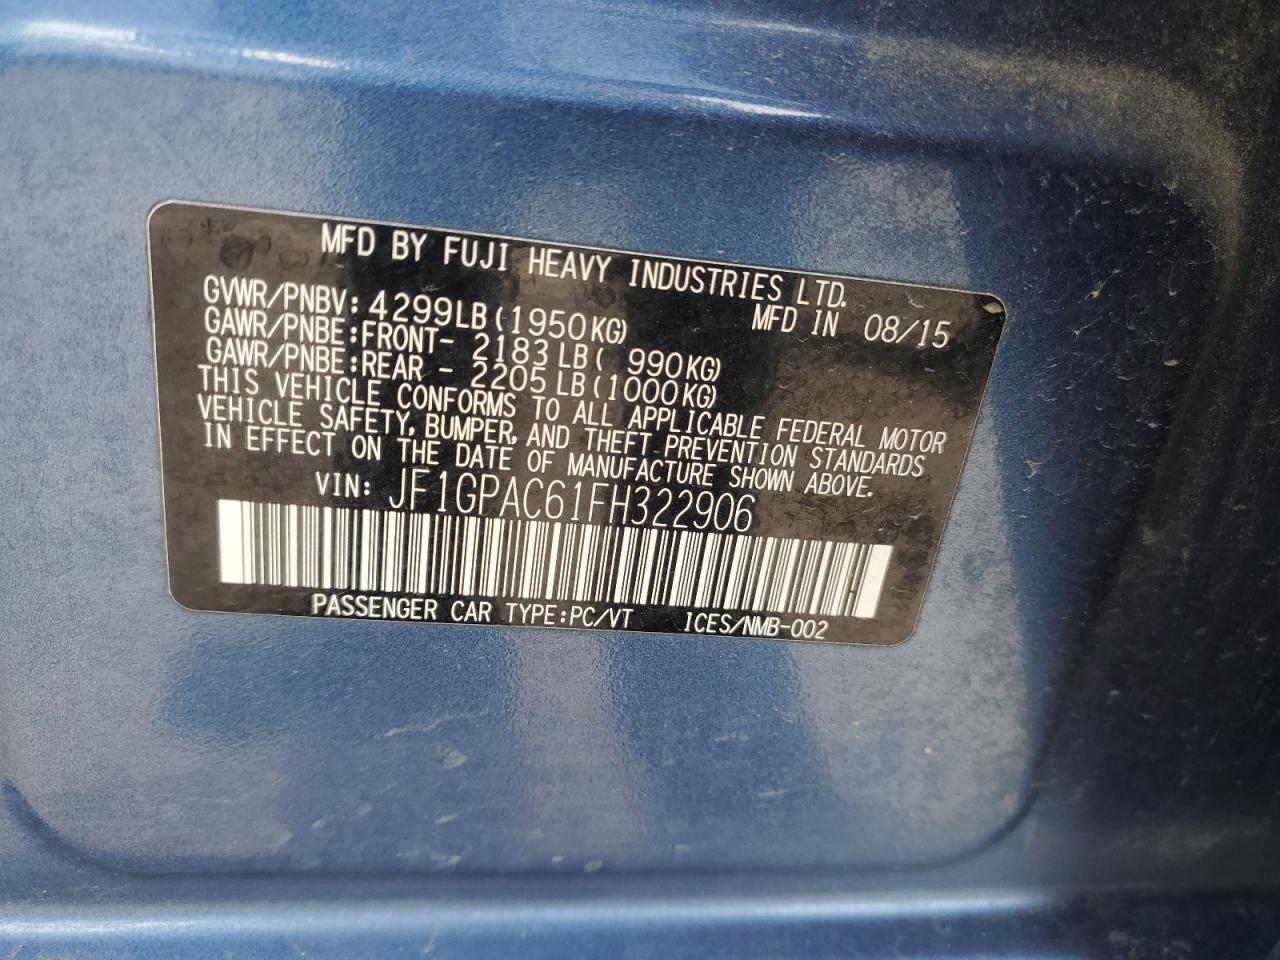 MFD BY FUJI HEAVY INDUSTRIES LTD.
GVWR/PNBV: 4299LB(1950KG) MFD IN 08/15
GAWR/PNBE:FRONT- 2183LB( 990KG)
GAWR/PNBE:REAR - 2205LB(1000KG)
THIS VEHICLE CONFORMS TO ALL APPLICABLE FEDERAL MOTOR
VEHICLE SAFETY, BUMPER, AND THEFT PREVENTION STANDARDS
IN EFFECT ON THE DATE OF MANUFACTURE SHOWN ABOVE.
VIN: JF1GPAC61FH322906
PASSENGER CAR TYPE:PC/VT ICES/NMB-002